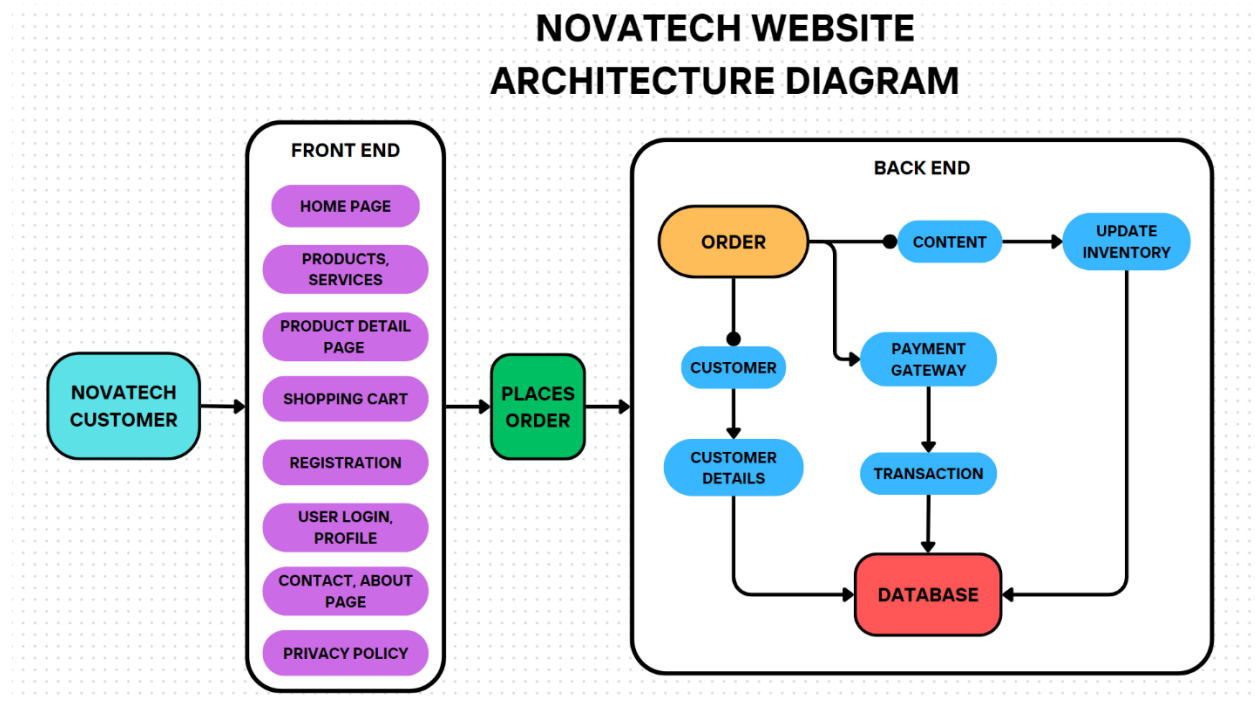 NOVATECH WEBSITE
ARCHITECTURE DIAGRAM
FRONT END
HOME PAGE
PRODUCTS,
SERVICES
PRODUCT DETAIL
PAGE
SHOPPING CART
REGISTRATION
USER LOGIN,
PROFILE
CONTACT, ABOUT
PAGE
PRIVACY POLICY
NOVATECH
CUSTOMER
PLACES
ORDER
BACK END
ORDER
CONTENT
UPDATE
INVENTORY
CUSTOMER
PAYMENT
GATEWAY
CUSTOMER
DETAILS
TRANSACTION
DATABASE